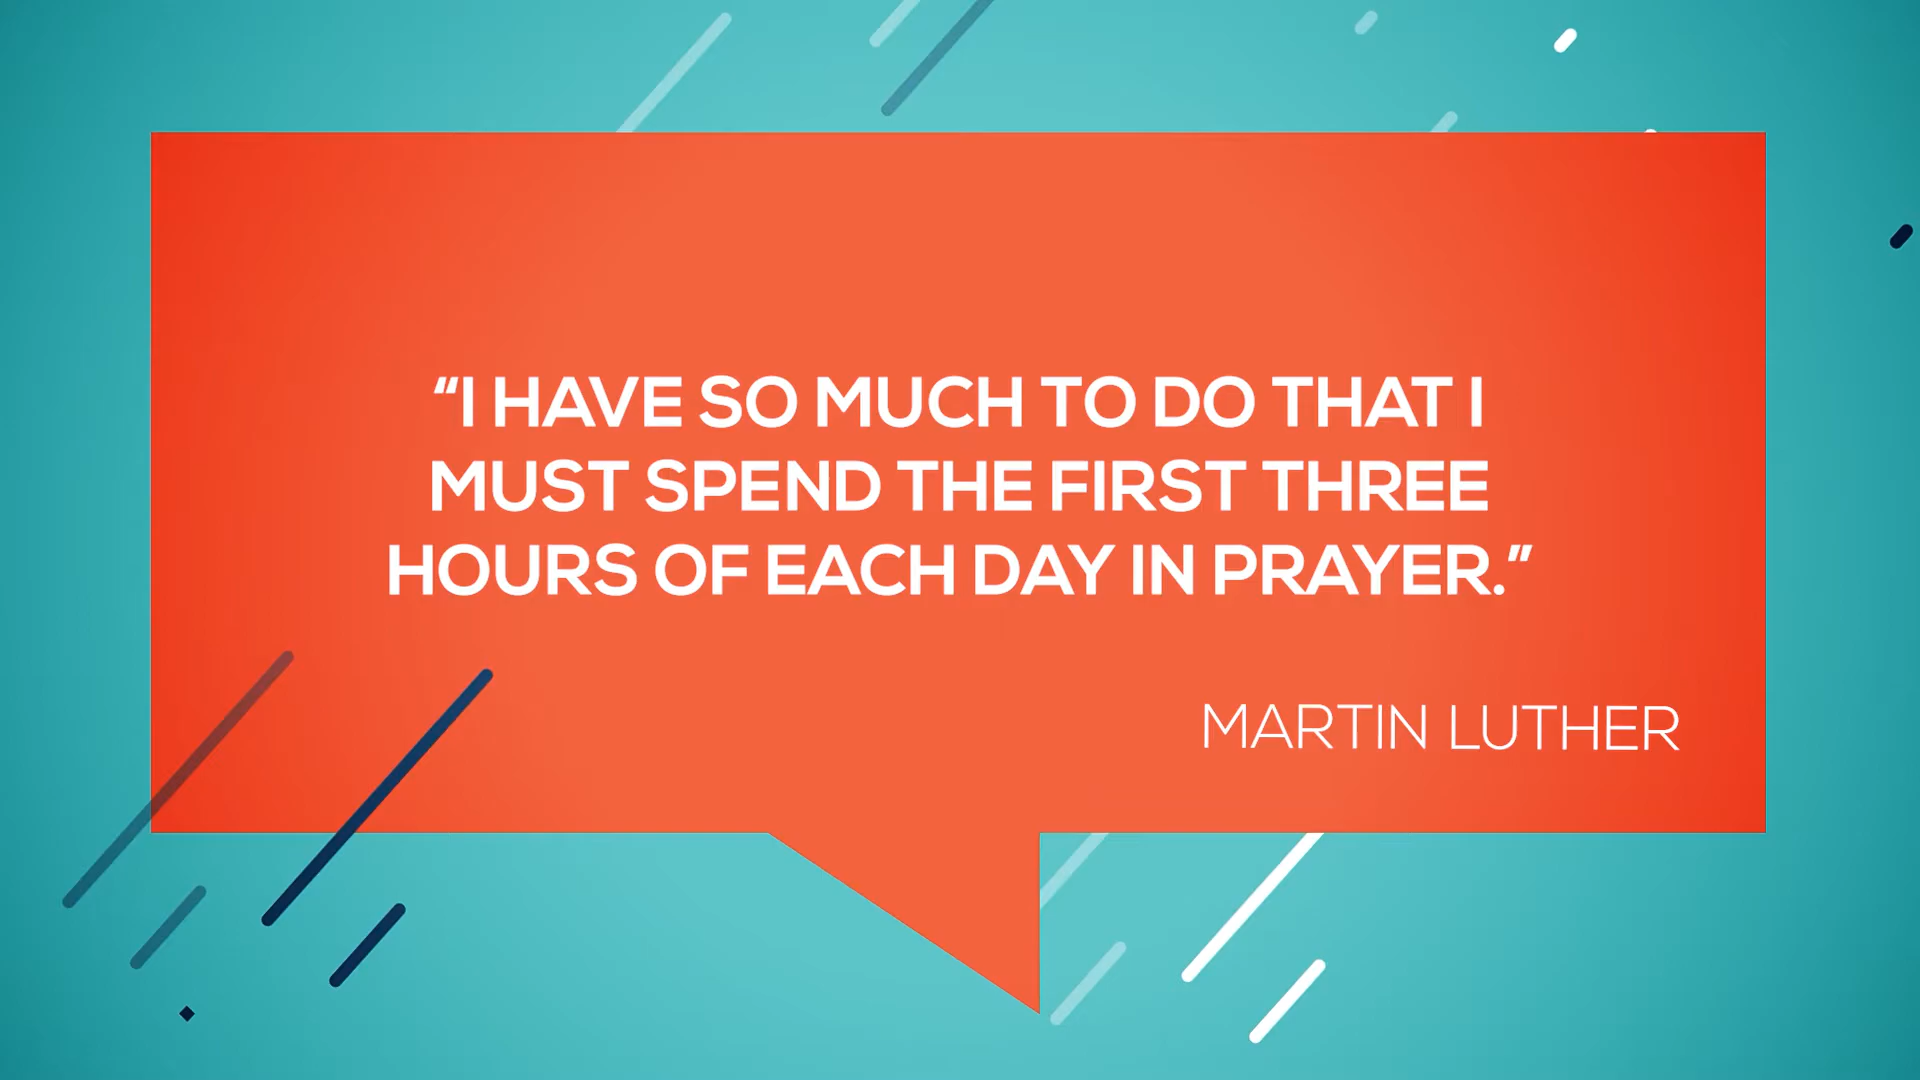 “I HAVE SO MUCH TO DO THAT I
MUST SPEND THE FIRST THREE
HOURS OF EACH DAY IN PRAYER.”
MARTIN LUTHER